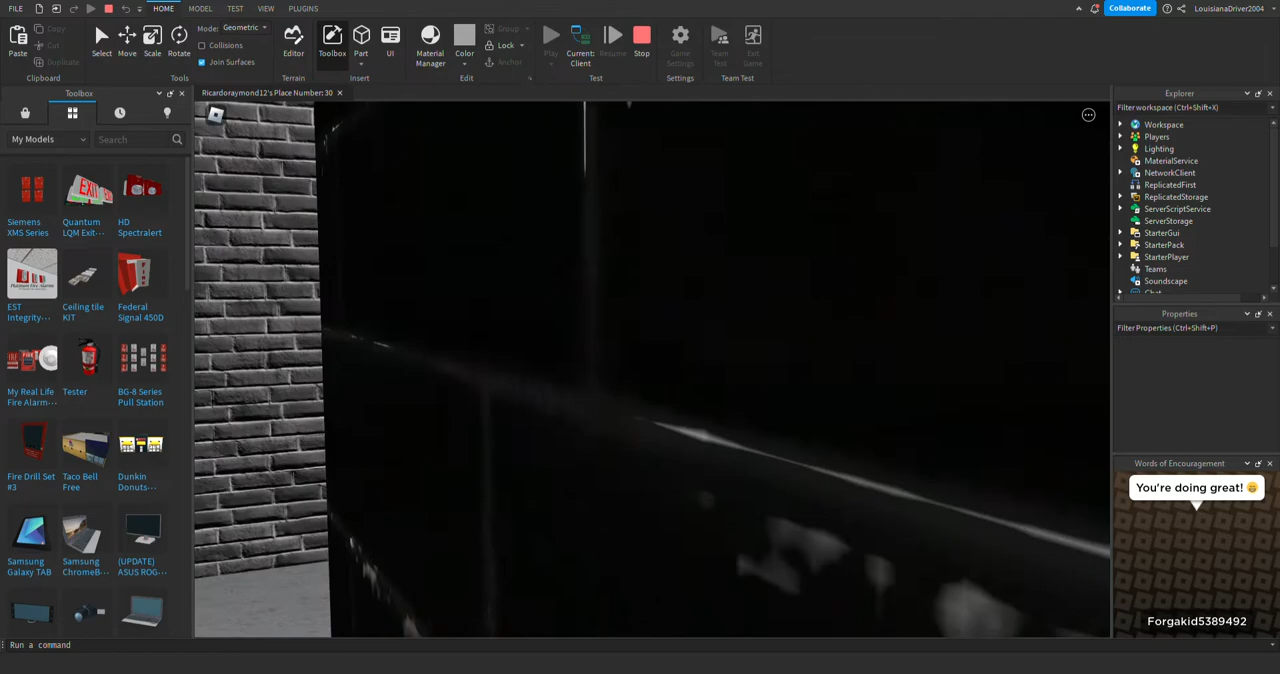 FILE HOME MODEL TEST VIEW PLUGINS Collaborate LouisianaDriver2004
Paste Copy Cut Duplicate Clipboard
Select Move Scale Rotate Mode: Geometric Collisions Join Surfaces Tools
Editor Terrain
Toolbox Part UI Insert
Material Manager Color Group Lock Anchor Edit
Play Current: Client Resume Stop Test
Game Settings Settings
Team Test Exit Game Team Test
Toolbox
Ricardoraymond12's Place Number: 30
My Models Search
Siemens XMS Series
Quantum LQM Exit-···
HD Spectralert
EST Integrity···
Ceiling tile KIT
Federal Signal 450D
My Real Life Fire Alarm···
Tester
BG-8 Series Pull Station
Fire Drill Set #3
Taco Bell Free
Dunkin Donuts···
Samsung Galaxy TAB
Samsung ChromeB···
(UPDATE) ASUS ROG···
EXIT
FIRE
Explorer
Filter workspace (Ctrl+Shift+X)
Workspace
Players
Lighting
MaterialService
NetworkClient
ReplicatedFirst
ReplicatedStorage
ServerScriptService
ServerStorage
StarterGui
StarterPack
StarterPlayer
Teams
Soundscape
Chat
Properties
Filter Properties (Ctrl+Shift+P)
Words of Encouragement
You're doing great! 😄
Forgakid5389492
Run a command